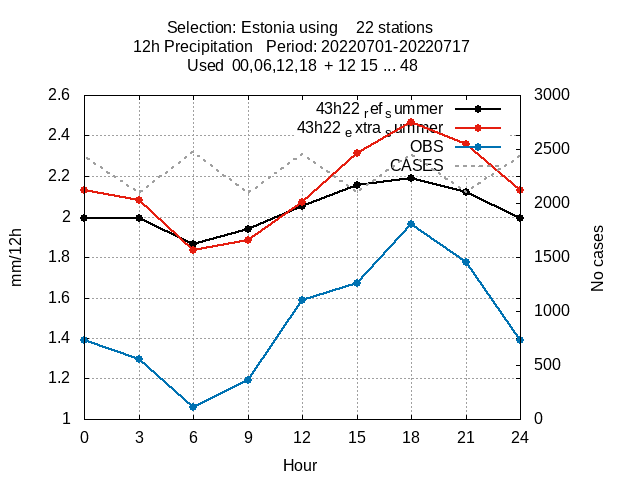 Selection: Estonia using    22 stations
12h Precipitation   Period: 20220701-20220717
Used  00,06,12,18  + 12 15 ... 48
2.6
2.4
2.2
2
1.8
1.6
1.4
1.2
1
mm/12h
43h22 ref summer
43h22 extra summer
OBS
CASES
3000
2500
2000
1500
1000
500
0
No cases
0 3 6 9 12 15 18 21 24
Hour